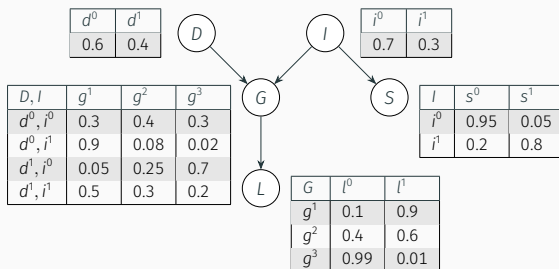 d⁰ d¹
0.6 0.4
D
I
i⁰ i¹
0.7 0.3
D, I g¹ g² g³
d⁰, i⁰ 0.3 0.4 0.3
d⁰, i¹ 0.9 0.08 0.02
d¹, i⁰ 0.05 0.25 0.7
d¹, i¹ 0.5 0.3 0.2
G
S
I s⁰ s¹
i⁰ 0.95 0.05
i¹ 0.2 0.8
L
G l⁰ l¹
g¹ 0.1 0.9
g² 0.4 0.6
g³ 0.99 0.01